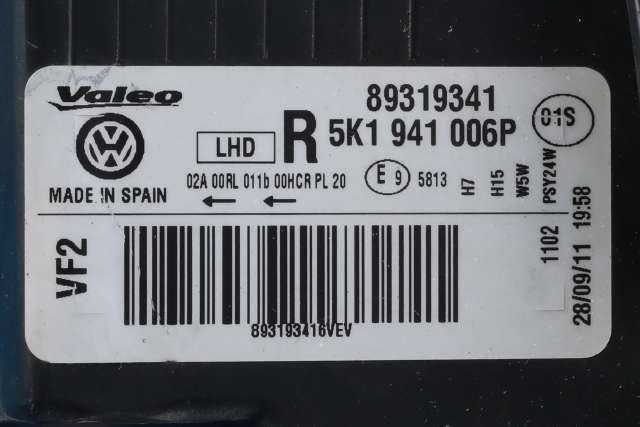 Valeo
89319341
R 5K1 941 006P
01S
LHD
02A 00RL 011b 00HCR PL 20
E 9 5813
MADE IN SPAIN
H7
H15
W5W
PSY24W
VF2
1102
28/09/11 19:58
893193416VEV